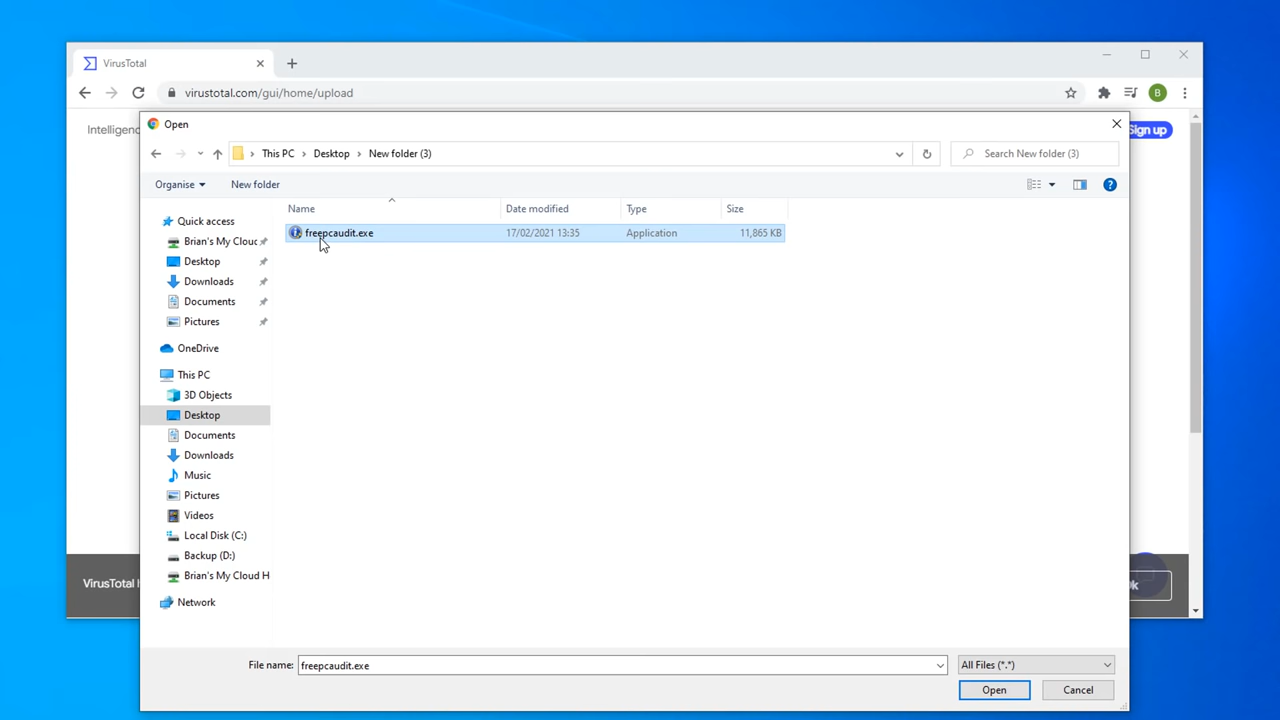 VirusTotal
virustotal.com/gui/home/upload
B
Intelligenc
Sign up
Open
This PC > Desktop > New folder (3)
Search New folder (3)
Organise
New folder
?
Name Date modified Type Size
freepcaudit.exe 17/02/2021 13:35 Application 11,865 KB
Quick access
Brian's My Clouc
Desktop
Downloads
Documents
Pictures
OneDrive
This PC
3D Objects
Desktop
Documents
Downloads
Music
Pictures
Videos
Local Disk (C:)
Backup (D:)
Brian's My Cloud H
Network
VirusTotal
Ok
File name: freepcaudit.exe
All Files (*.*)
Open
Cancel